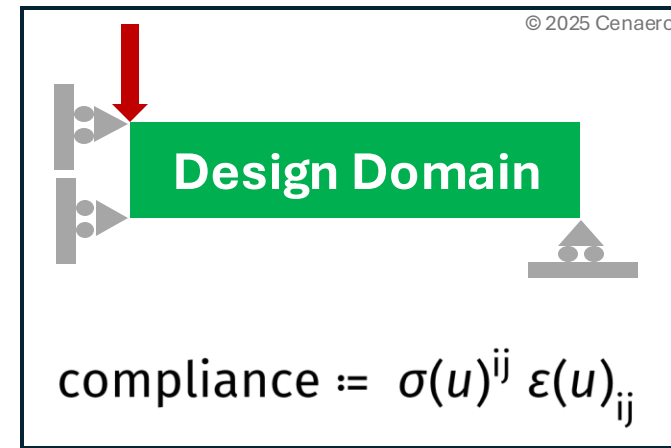 © 2025 Cenaero
Design Domain
compliance ≔ σ(u)ⁱʲ ε(u)ᵢⱼ